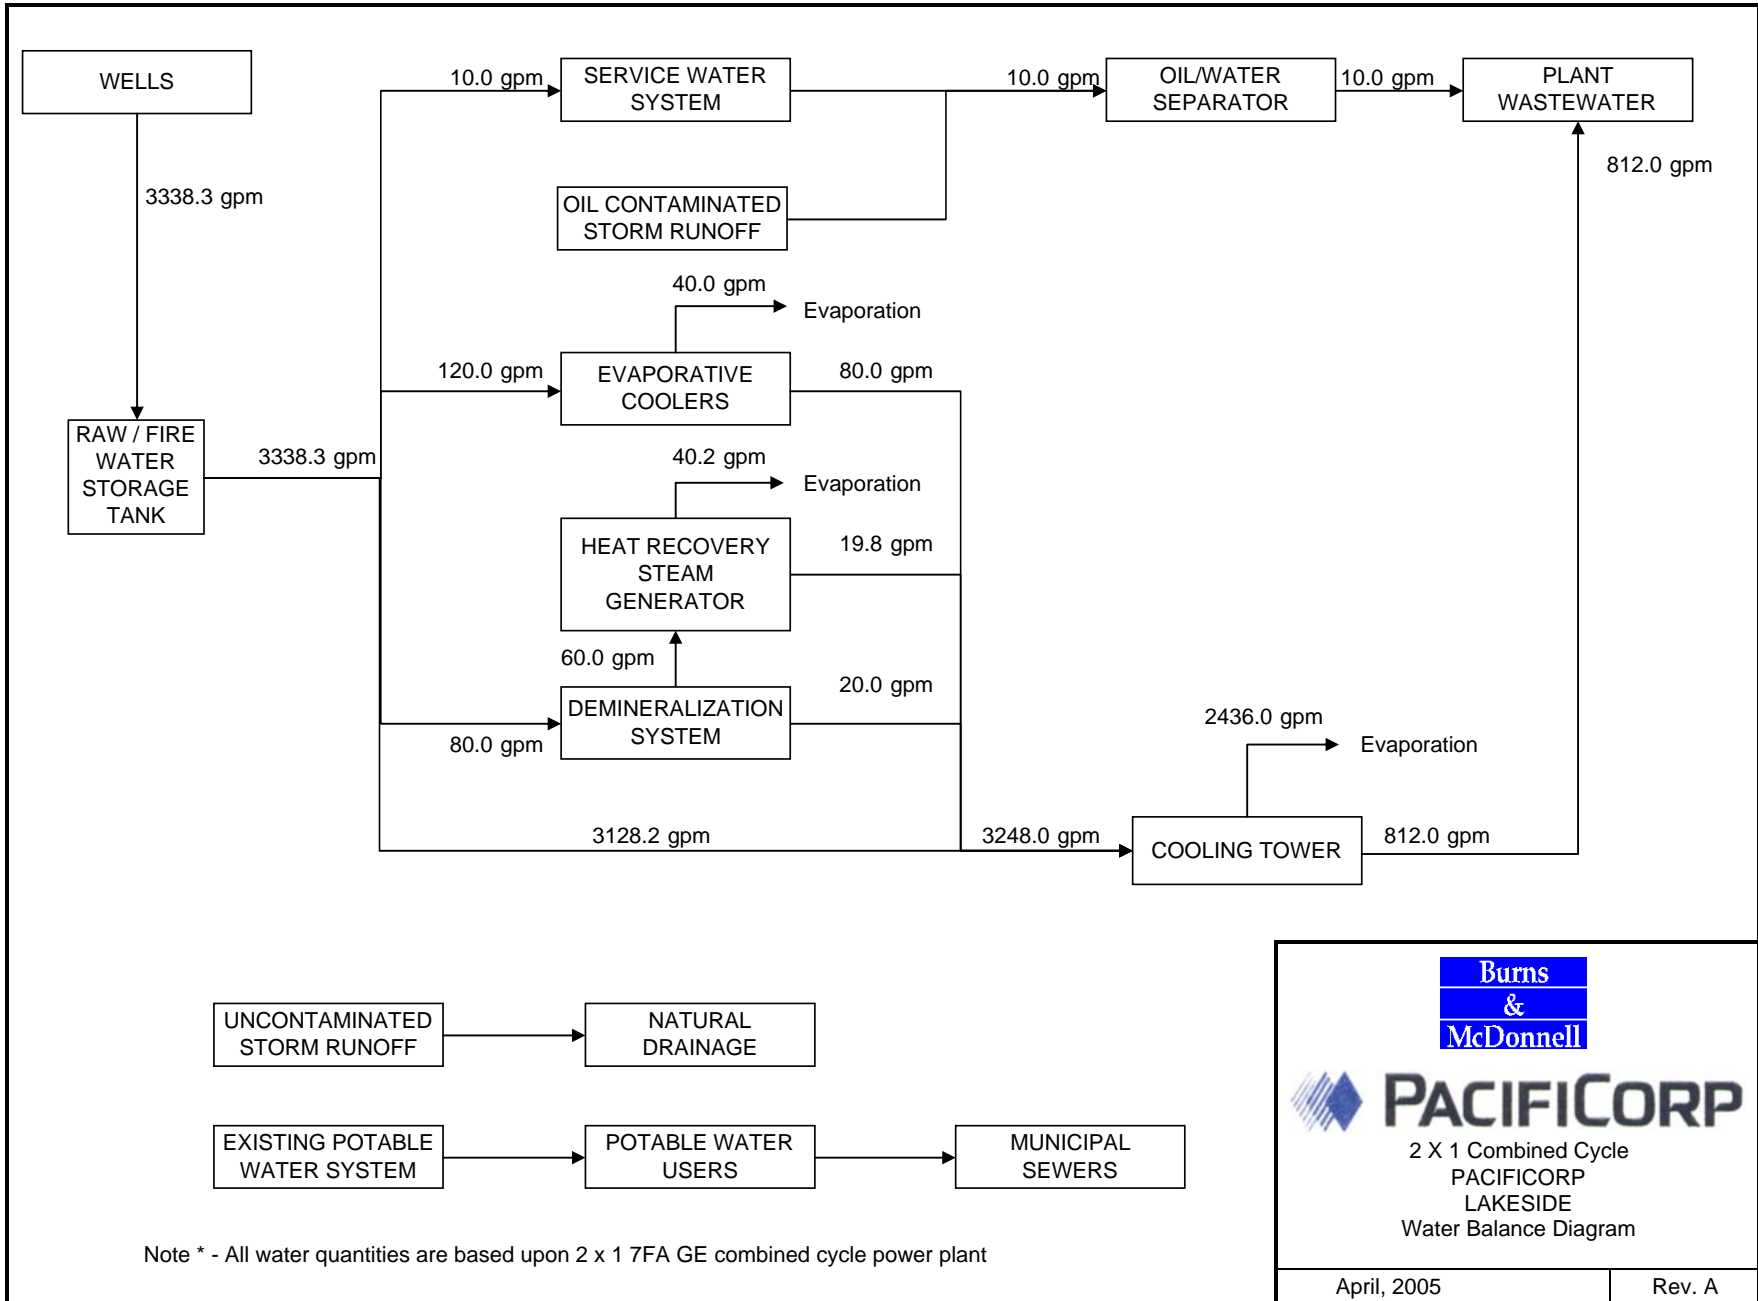 WELLS
3338.3 gpm
RAW / FIRE
WATER
STORAGE
TANK
3338.3 gpm
10.0 gpm
SERVICE WATER
SYSTEM
10.0 gpm
OIL/WATER
SEPARATOR
10.0 gpm
PLANT
WASTEWATER
812.0 gpm
OIL CONTAMINATED
STORM RUNOFF
40.0 gpm
Evaporation
120.0 gpm
EVAPORATIVE
COOLERS
80.0 gpm
40.2 gpm
Evaporation
HEAT RECOVERY
STEAM
GENERATOR
19.8 gpm
60.0 gpm
80.0 gpm
DEMINERALIZATION
SYSTEM
20.0 gpm
2436.0 gpm
Evaporation
3128.2 gpm
3248.0 gpm
COOLING TOWER
812.0 gpm
UNCONTAMINATED
STORM RUNOFF
NATURAL
DRAINAGE
EXISTING POTABLE
WATER SYSTEM
POTABLE WATER
USERS
MUNICIPAL
SEWERS
Note * - All water quantities are based upon 2 x 1 7FA GE combined cycle power plant
Burns
&
McDonnell
PACIFICORP
2 X 1 Combined Cycle
PACIFICORP
LAKESIDE
Water Balance Diagram
April, 2005
Rev. A